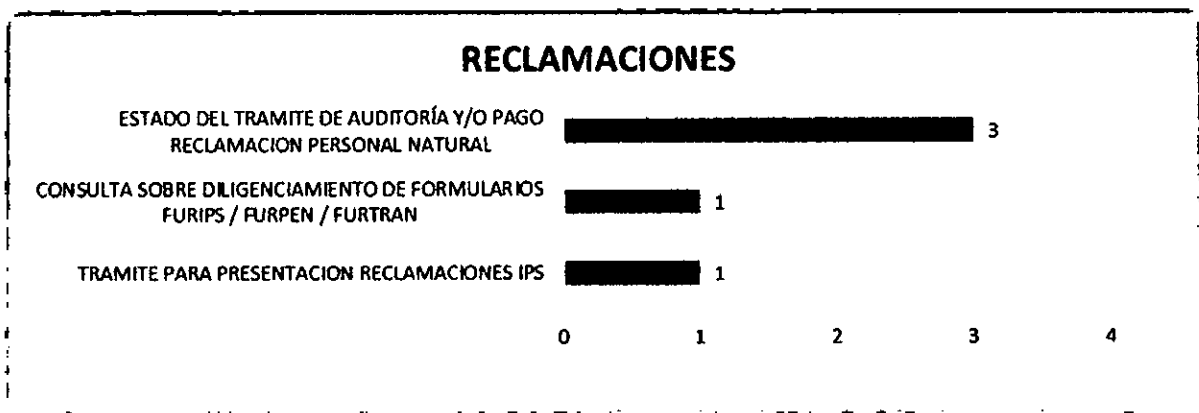 RECLAMACIONES
ESTADO DEL TRAMITE DE AUDITORÍA Y/O PAGO
RECLAMACION PERSONAL NATURAL
3
CONSULTA SOBRE DILIGENCIAMIENTO DE FORMULARIOS
FURIPS / FURPEN / FURTRAN
1
TRAMITE PARA PRESENTACION RECLAMACIONES IPS
1
0 1 2 3 4